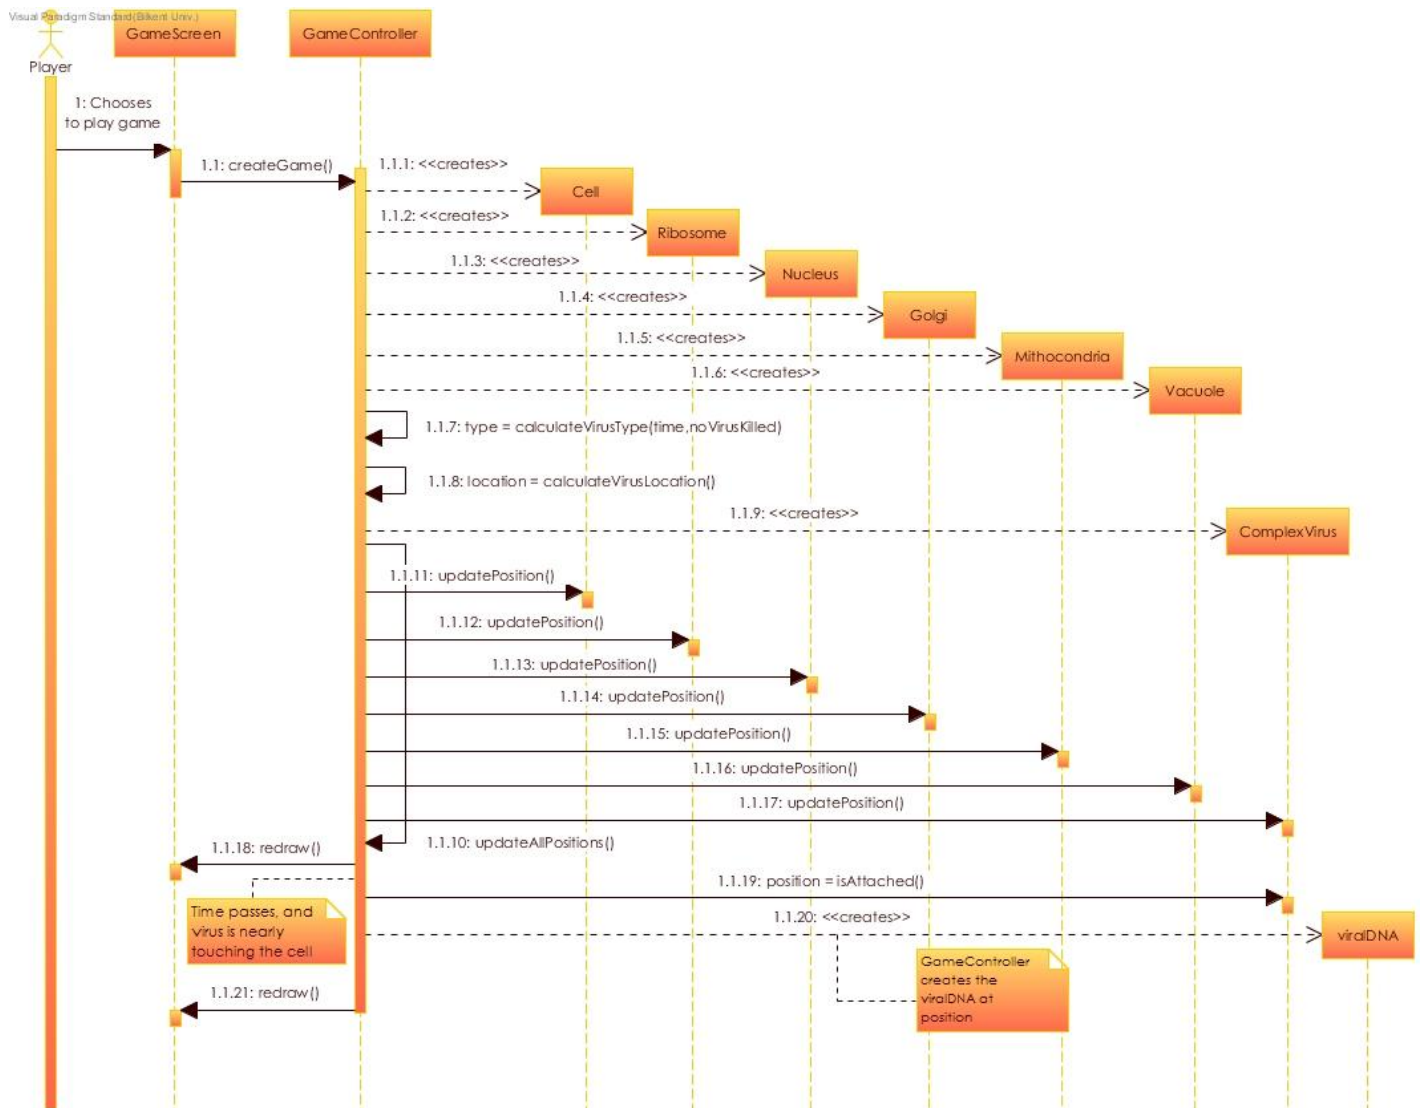 Visual Paradigm Standard(Bilkent Univ.)
GameScreen
GameController
Player
1: Chooses
to play game
1.1: createGame()
1.1.1: <<creates>>
Cell
1.1.2: <<creates>>
Ribosome
1.1.3: <<creates>>
Nucleus
1.1.4: <<creates>>
Golgi
1.1.5: <<creates>>
Mithocondria
1.1.6: <<creates>>
Vacuole
1.1.7: type = calculateVirusType(time,noVirusKilled)
1.1.8: location = calculateVirusLocation()
1.1.9: <<creates>>
ComplexVirus
1.1.11: updatePosition()
1.1.12: updatePosition()
1.1.13: updatePosition()
1.1.14: updatePosition()
1.1.15: updatePosition()
1.1.16: updatePosition()
1.1.17: updatePosition()
1.1.10: updateAllPositions()
1.1.18: redraw()
1.1.19: position = isAttached()
Time passes, and
virus is nearly
touching the cell
1.1.20: <<creates>>
viralDNA
GameController
creates the
viralDNA at
position
1.1.21: redraw()